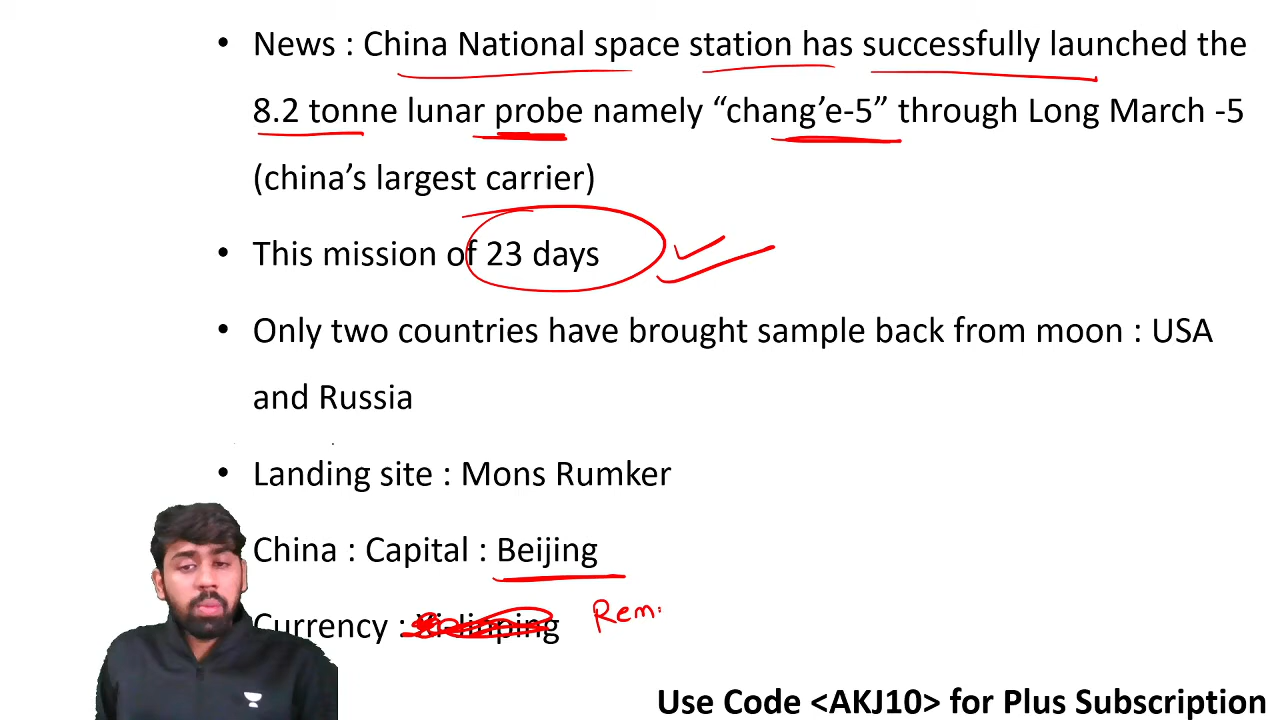 News : China National space station has successfully launched the
8.2 tonne lunar probe namely “chang’e-5” through Long March -5
(china’s largest carrier)
This mission of 23 days
Only two countries have brought sample back from moon : USA
and Russia
Landing site : Mons Rumker
China : Capital : Beijing
Currency : Rem
Use Code <AKJ10> for Plus Subscription